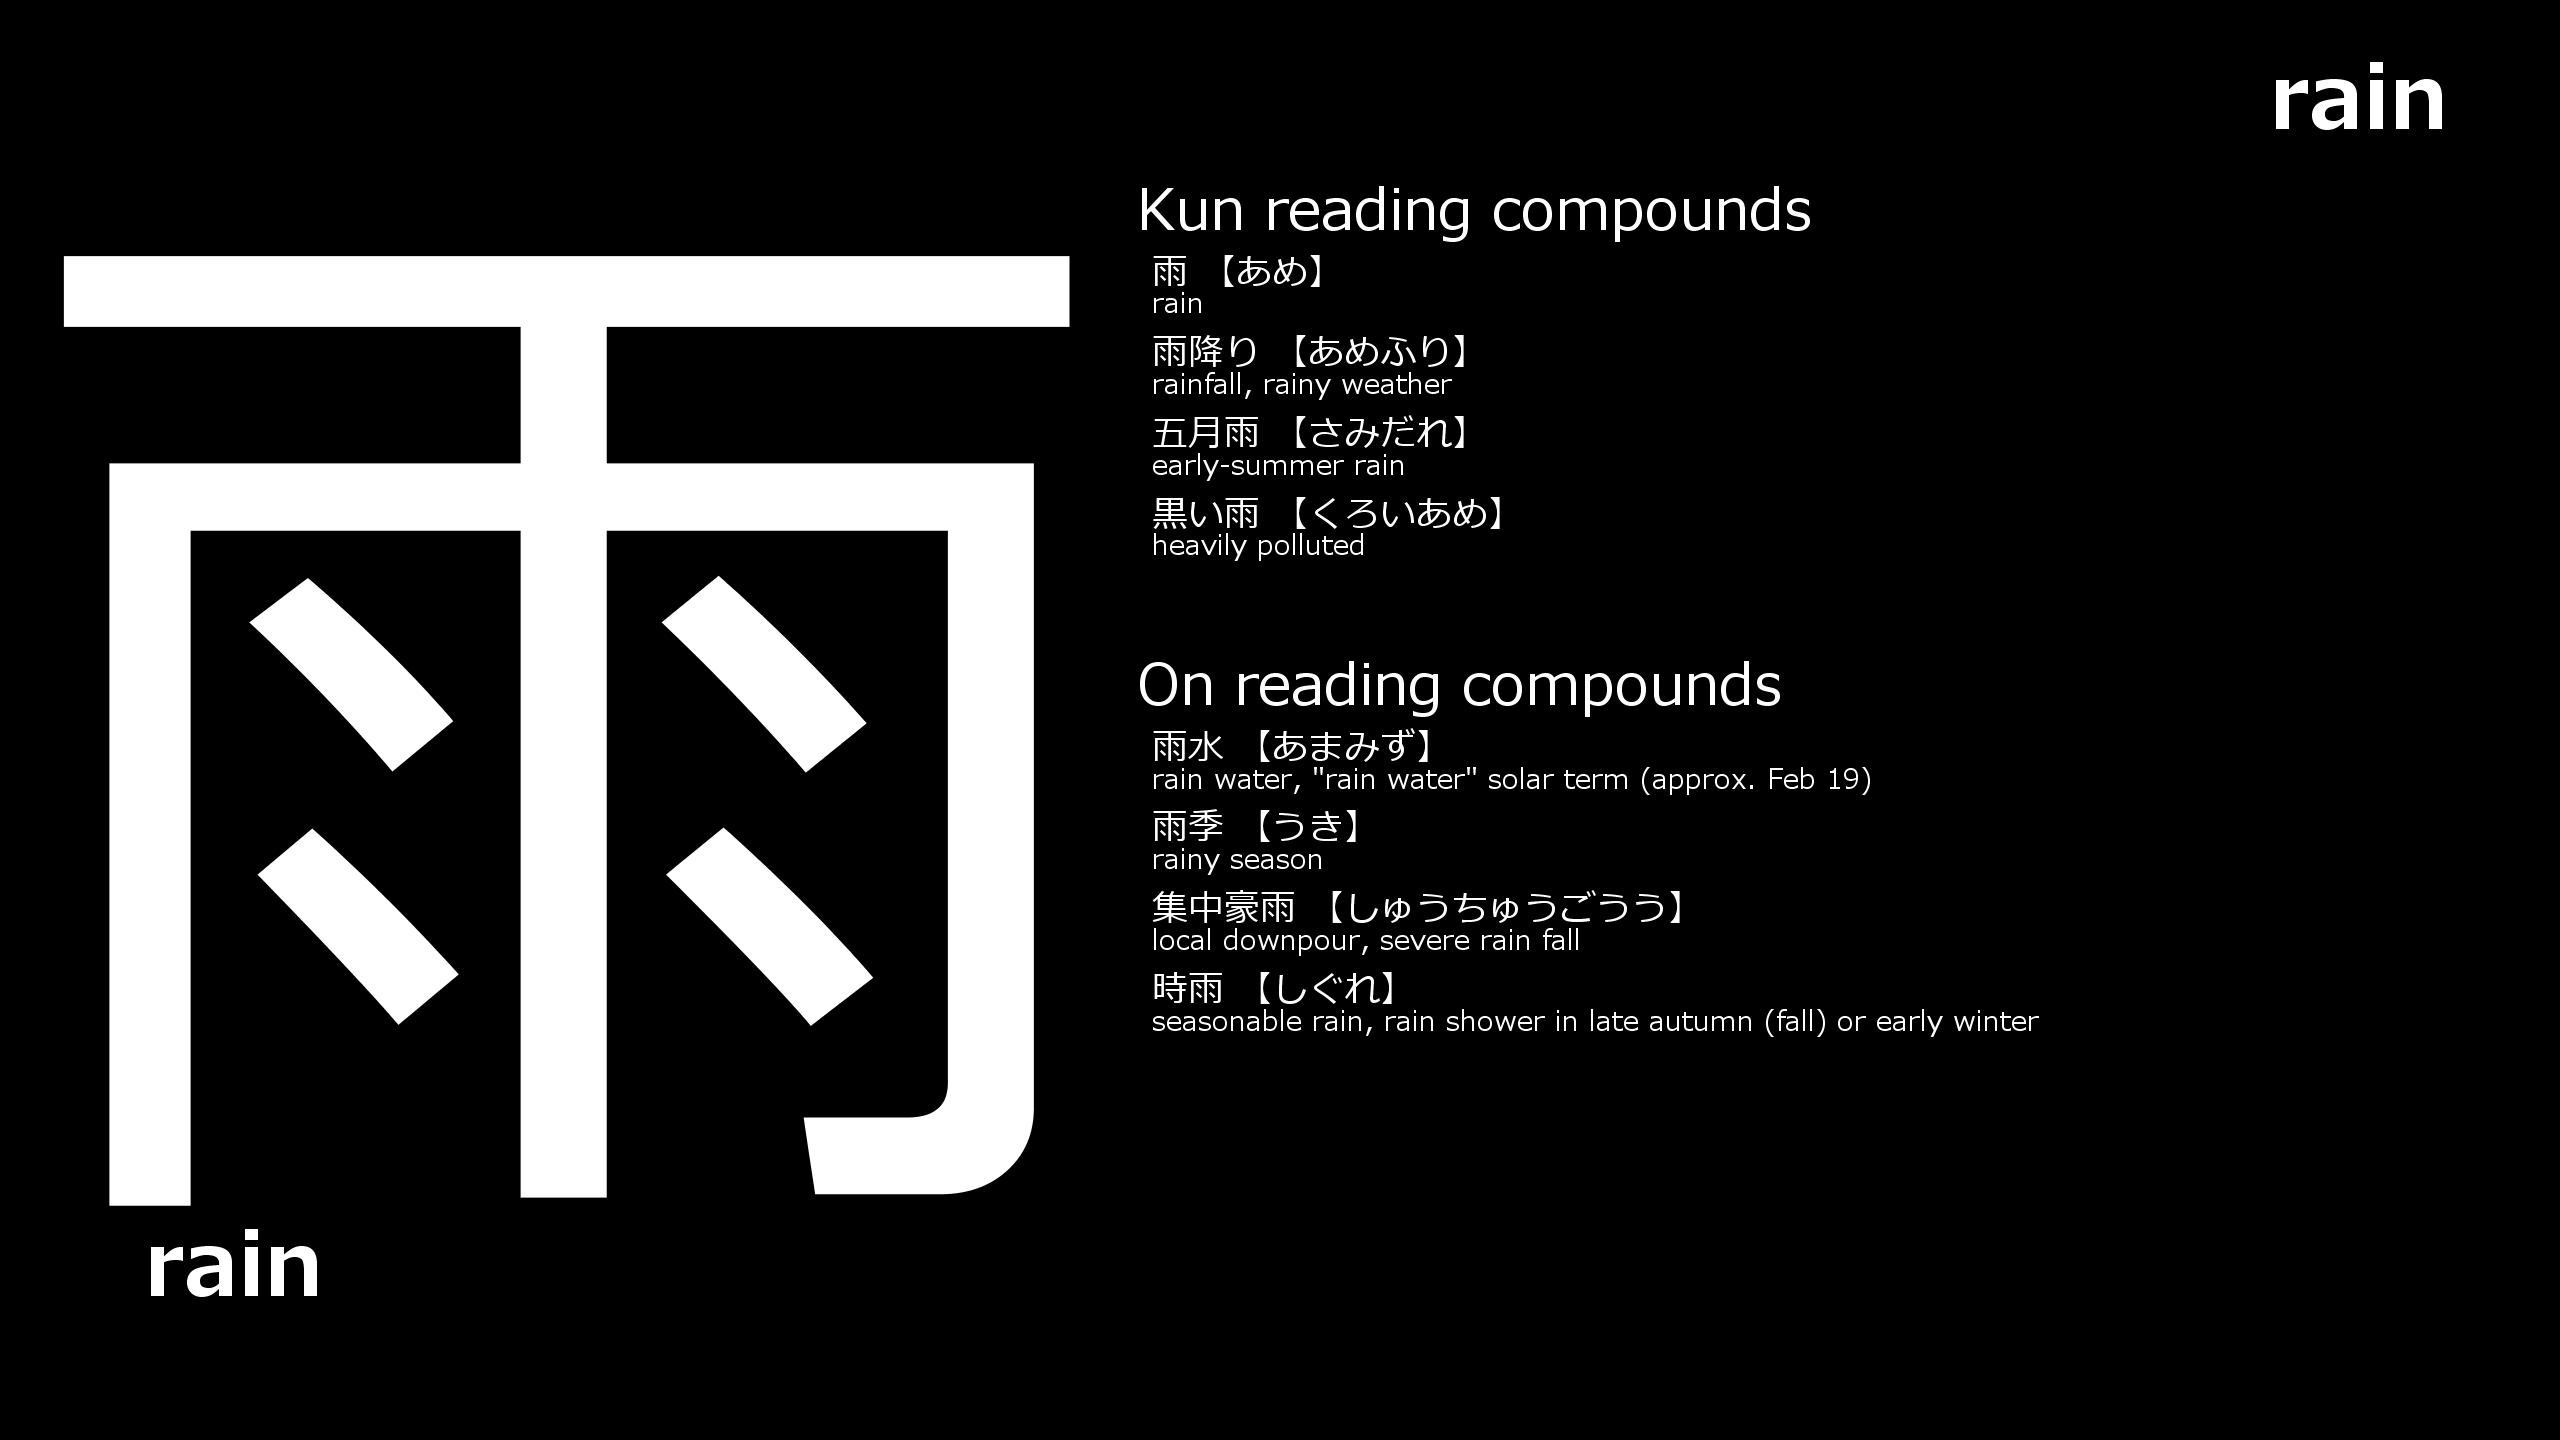 rain
雨
rain
Kun reading compounds
雨 【あめ】
rain
雨降り 【あめふり】
rainfall, rainy weather
五月雨 【さみだれ】
early-summer rain
黒い雨 【くろいあめ】
heavily polluted
On reading compounds
雨水 【あまみず】
rain water, "rain water" solar term (approx. Feb 19)
雨季 【うき】
rainy season
集中豪雨 【しゅうちゅうごうう】
local downpour, severe rain fall
時雨 【しぐれ】
seasonable rain, rain shower in late autumn (fall) or early winter